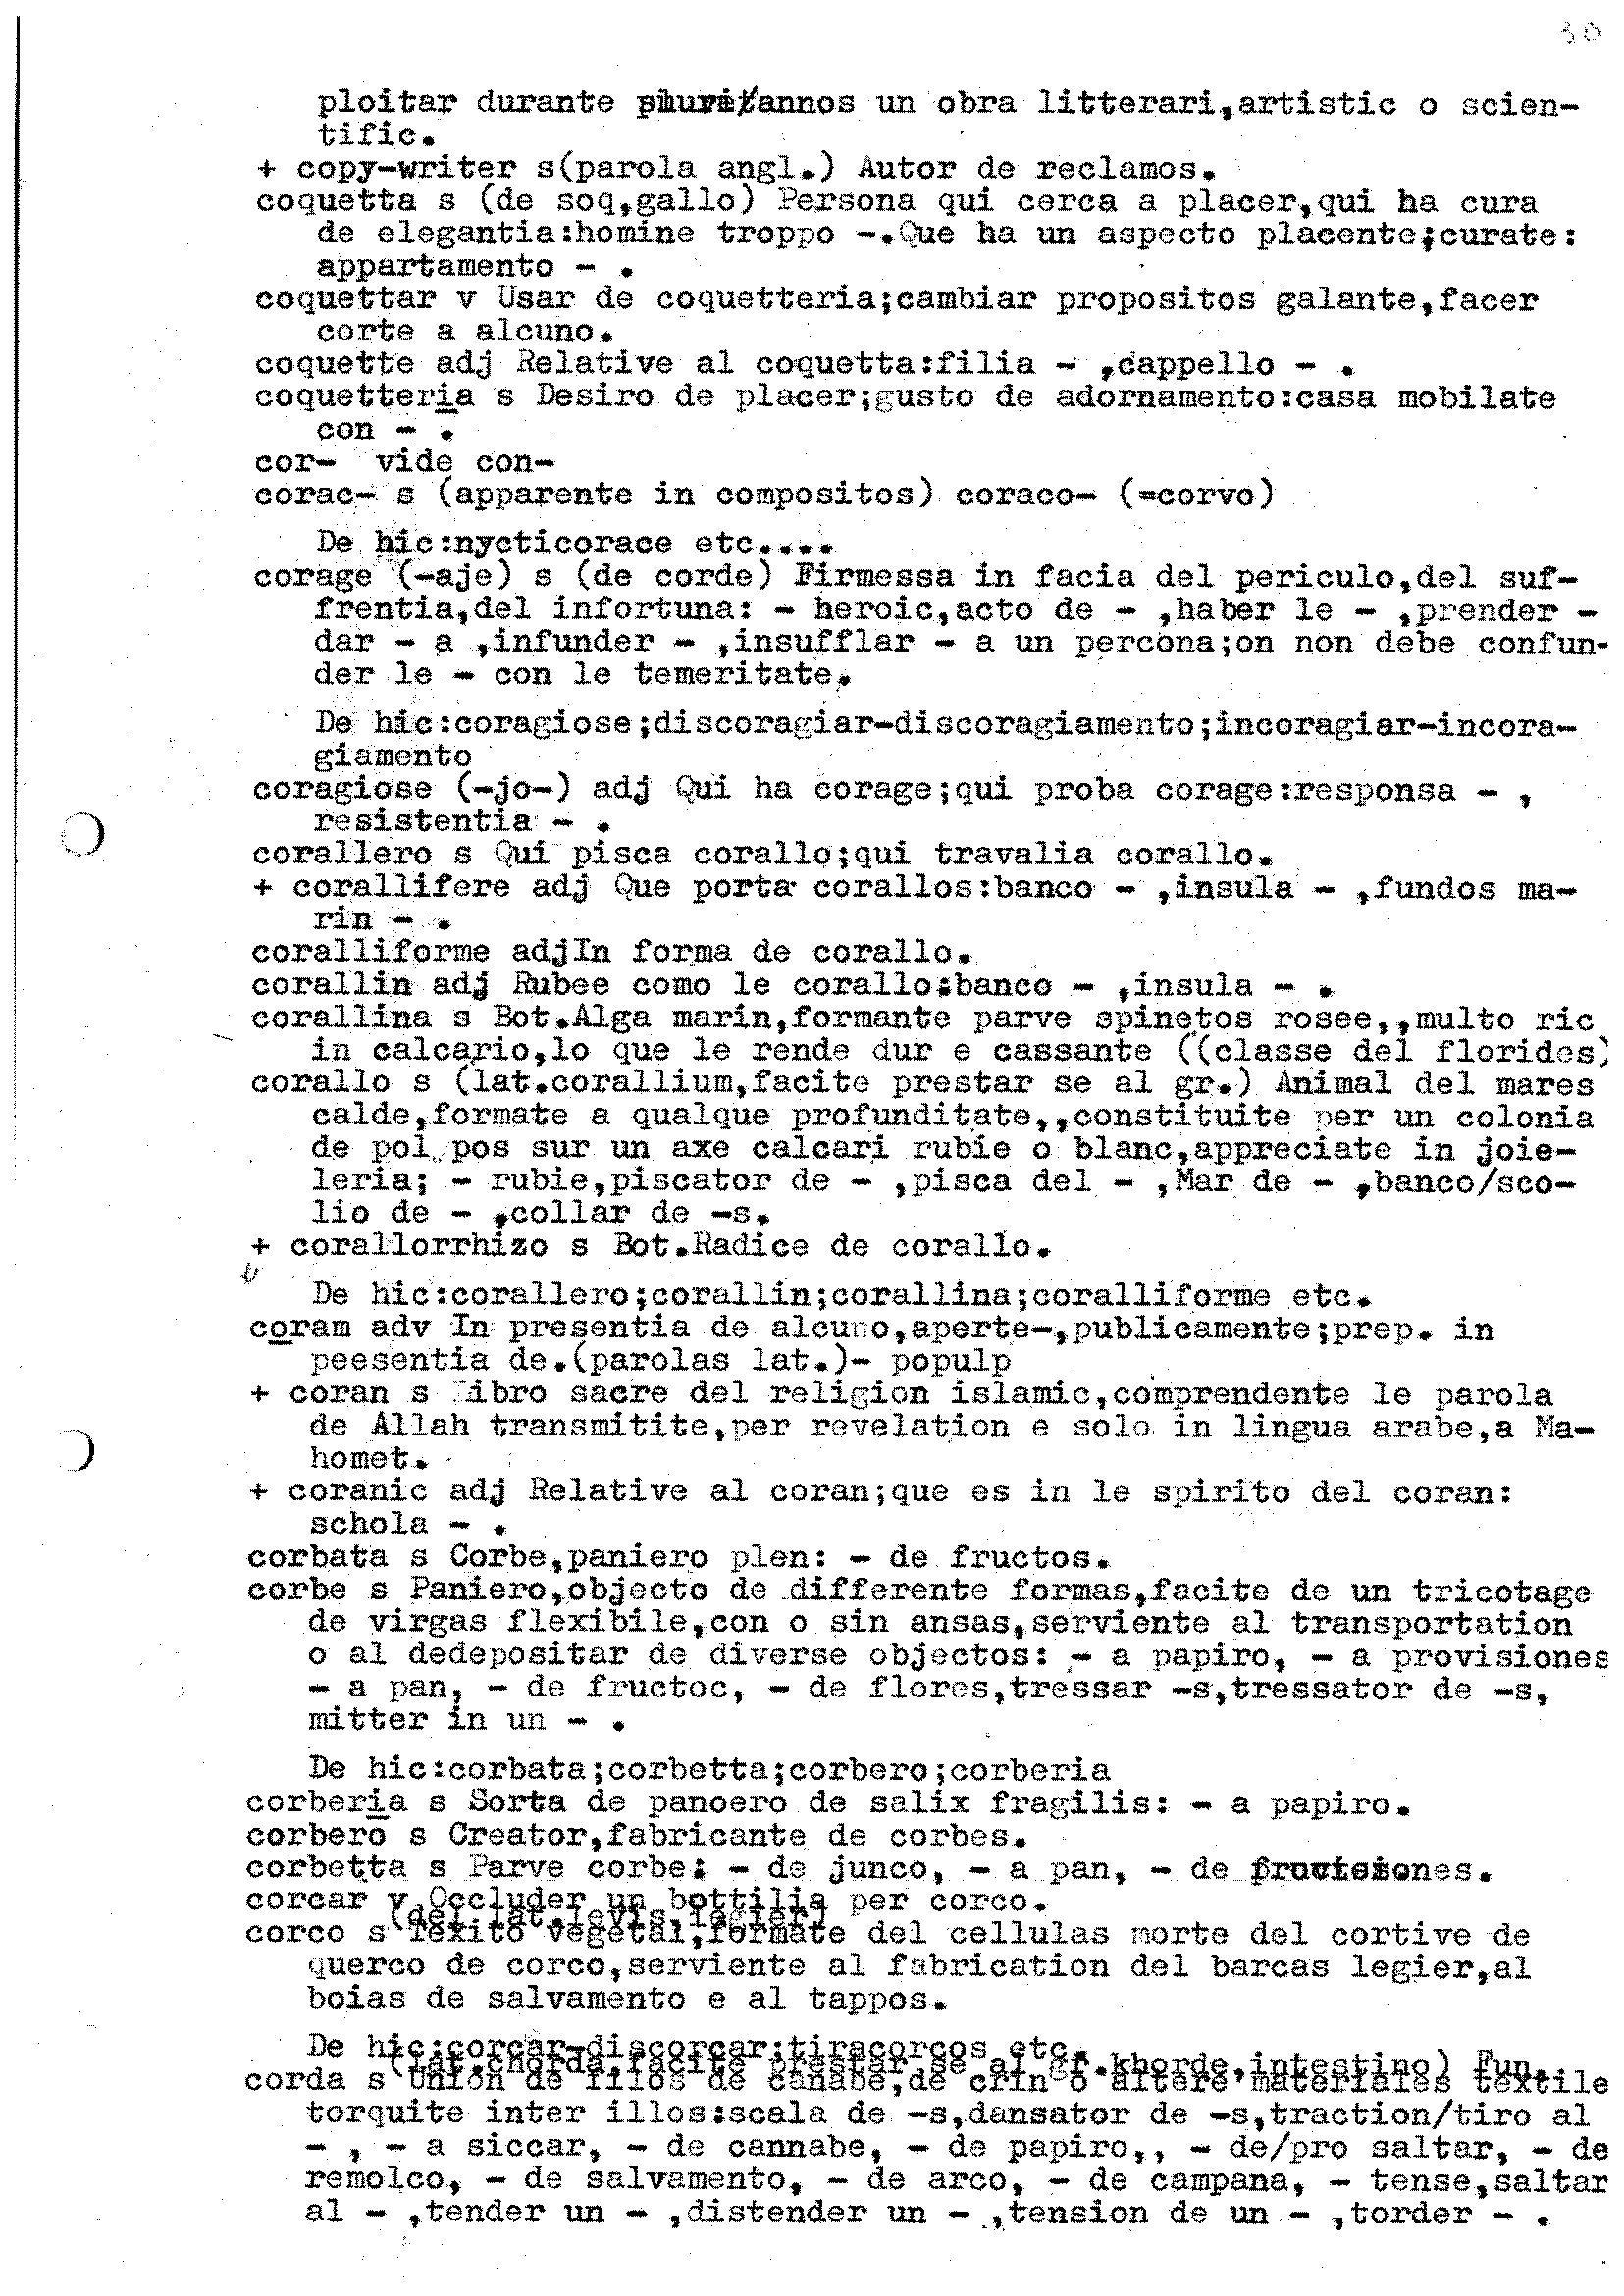 30
ploitar durante annos un obra litterari,artistic o scien-
tific.
+ copy-writer s(parola angl.) Autor de reclamos.
coquetta s (de soq,gallo) Persona qui cerca a placer,qui ha cura
de elegantia:homine troppo -.Que ha un aspecto placente;curate:
appartamento - .
coquettar v Usar de coquetteria;cambiar propositos galante,facer
corte a alcuno.
coquette adj Relative al coquetta:filia - ,cappello - .
coquetteria s Desiro de placer;gusto de adornamento:casa mobilate
con - .
cor- vide con-
corac- s (apparente in compositos) coraco- (=corvo)
De hic:nycticorace etc....
corage (-aje) s (de corde) Firmessa in facia del periculo,del suf-
frentia,del infortuna: - heroic,acto de - ,haber le - ,prender -
dar - a ,infunder - ,insufflar - a un percona;on non debe confun-
der le - con le temeritate.
De hic:coragiose;discoragiar-discoragiamento;incoragiar-incora-
giamento
coragiose (-jo-) adj Qui ha corage;qui proba corage:responsa - ,
resistentia - .
corallero s Qui pisca corallo;qui travalia corallo.
+ corallifere adj Que porta corallos:banco - ,insula - ,fundos ma-
rin - .
coralliforme adjIn forma de corallo.
corallin adj Rubee como le corallo:banco - ,insula - .
corallina s Bot.Alga marin,formante parve spinetos rosee,,multo ric
in calcario,lo que le rende dur e cassante ((classe del florides)
corallo s (lat.corallium,facite prestar se al gr.) Animal del mares
calde,formate a qualque profunditate,,constituite per un colonia
de pol pos sur un axe calcari rubie o blanc,appreciate in joie-
leria; - rubie,piscator de - ,pisca del - ,Mar de - ,banco/sco-
lio de - ,collar de -s.
+ corallorrhizo s Bot.Radice de corallo.
De hic:corallero;corallin;corallina;coralliforme etc.
coram adv In presentia de alcuno,aperte-,publicamente;prep. in
peesentia de.(parolas lat.)- populp
+ coran s Libro sacre del religion islamic,comprendente le parola
de Allah transmitite,per revelation e solo in lingua arabe,a Ma-
homet.
+ coranic adj Relative al coran;que es in le spirito del coran:
schola - .
corbata s Corbe,paniero plen: - de fructos.
corbe s Paniero,objecto de differente formas,facite de un tricotage
de virgas flexibile,con o sin ansas,serviente al transportation
o al dedepositar de diverse objectos: - a papiro, - a provisiones
- a pan, - de fructoc, - de flores,tressar -s,tressator de -s,
mitter in un - .
De hic:corbata;corbetta;corbero;corberia
corberia s Sorta de panoero de salix fragilis: - a papiro.
corbero s Creator,fabricante de corbes.
corbetta s Parve corbe: - de junco, - a pan, - de
corcar v Occluder un bottilia per corco.
(del lat.levis,legier)
corco s Texito vegetal,formate del cellulas morte del cortive de
querco de corco,serviente al fabrication del barcas legier,al
boias de salvamento e al tappos.
De hic:corcar-discorcar;tiracorcos etc.
(lat.chorda,facite prestar se al gr.khorde,intestino) Fun.
corda s Union de filos de canabe,de crin o altere materiales textile
torquite inter illos:scala de -s,dansator de -s,traction/tiro al
- , - a siccar, - de cannabe, - de papiro,, - de/pro saltar, - de
remolco, - de salvamento, - de arco, - de campana, - tense,saltar
al - ,tender un - ,distender un - ,tension de un - ,torder - .